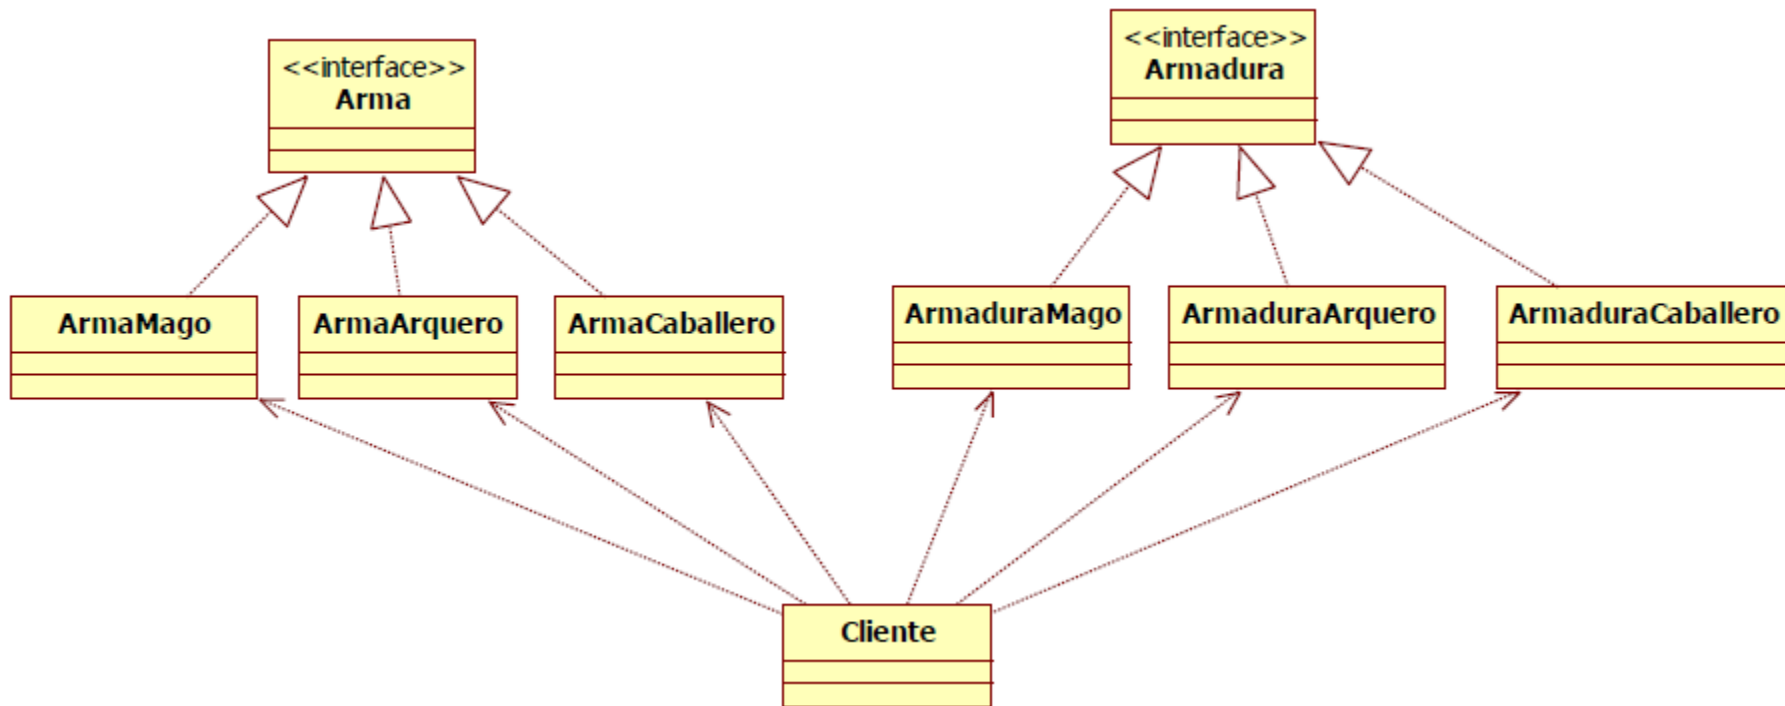 <<interface>>
Arma
<<interface>>
Armadura
ArmaMago
ArmaArquero
ArmaCaballero
ArmaduraMago
ArmaduraArquero
ArmaduraCaballero
Cliente